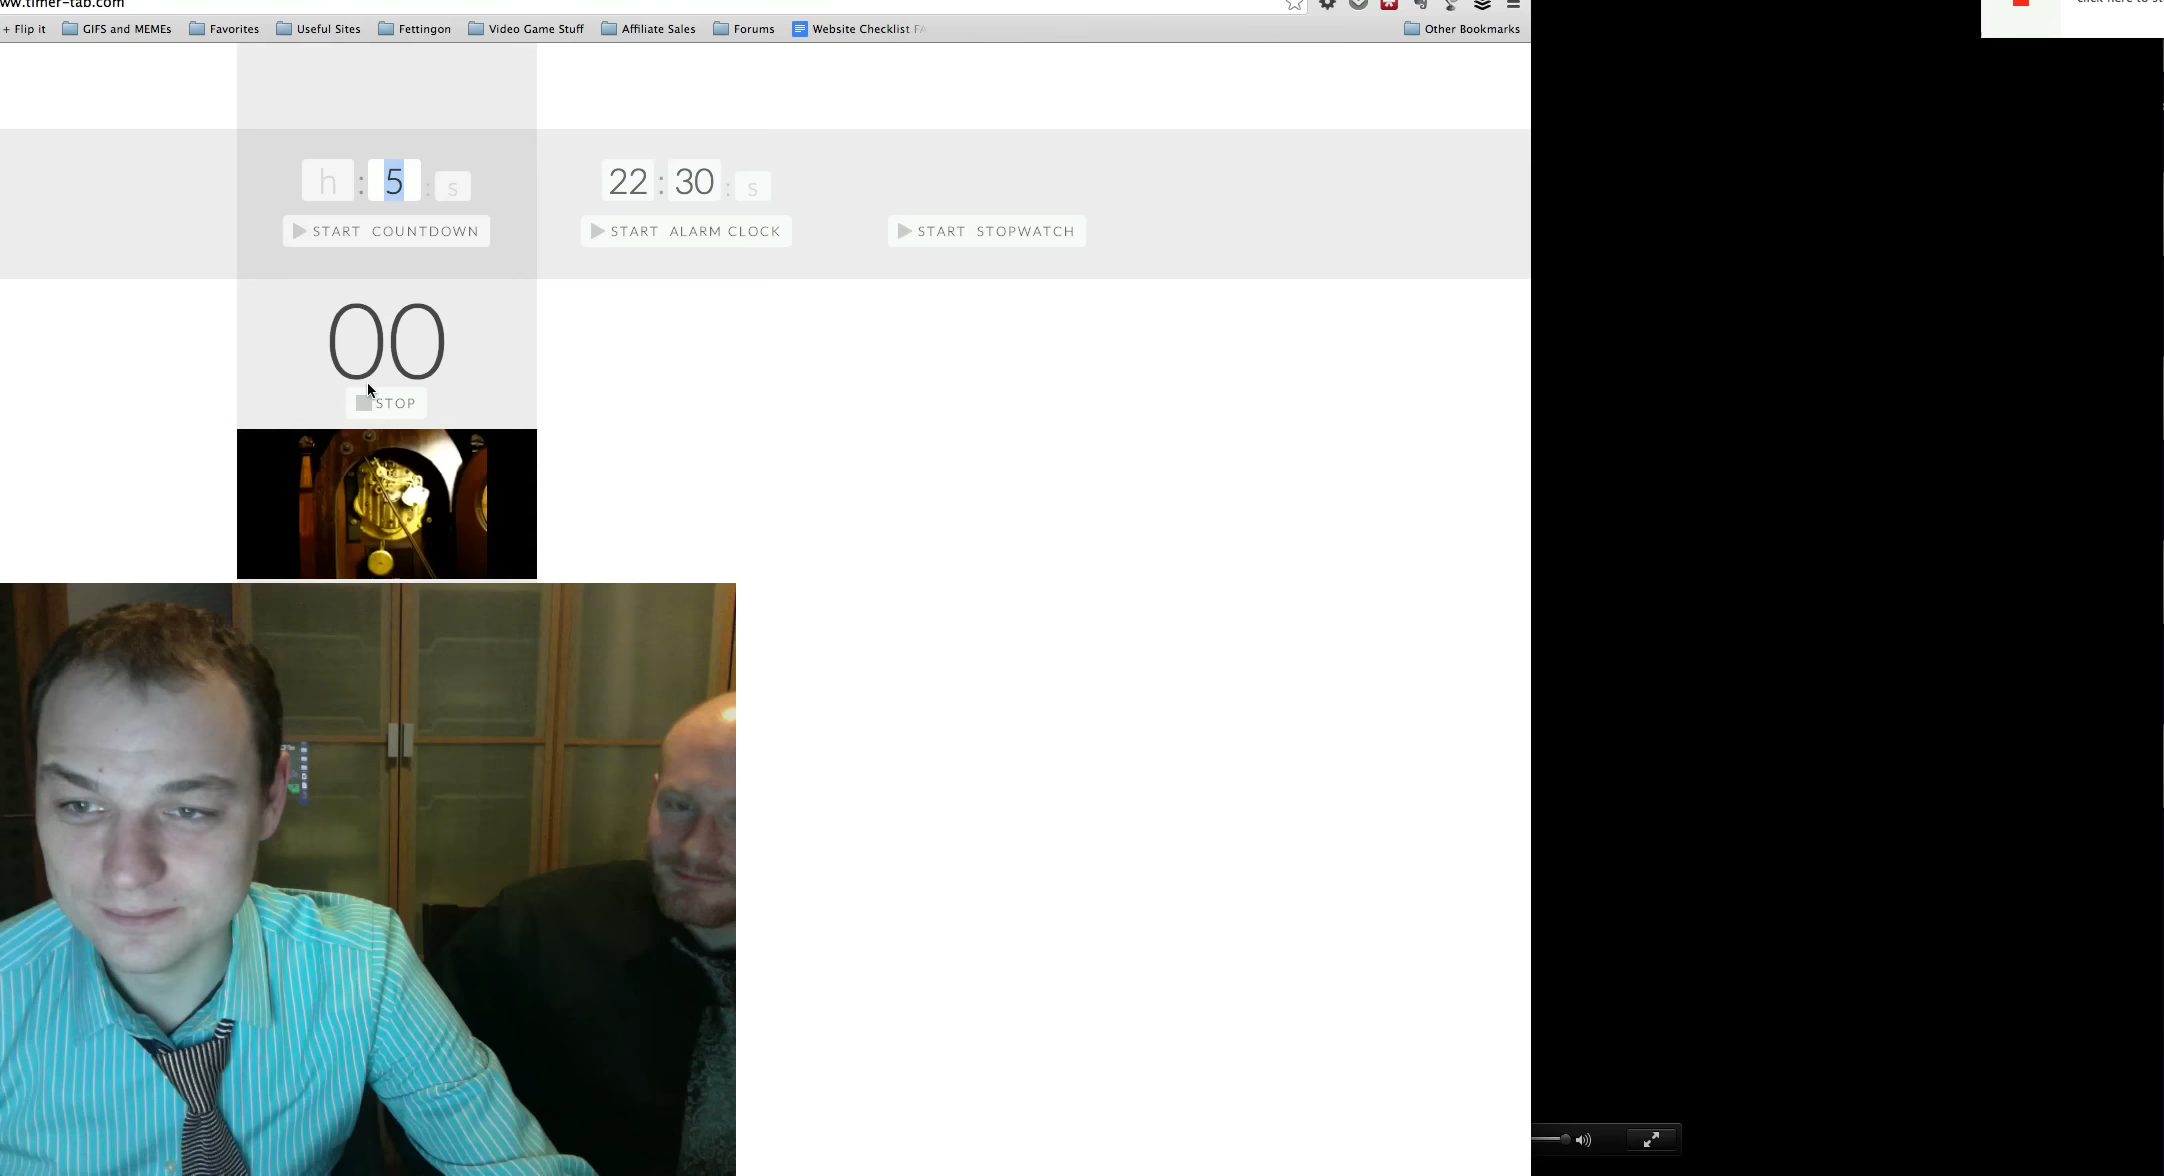 ww.timer-tab.com
+ Flip it GIFS and MEMEs Favorites Useful Sites Fettingon Video Game Stuff Affiliate Sales Forums Website Checklist Other Bookmarks
h : 5 : s 22 : 30 : s
START COUNTDOWN START ALARM CLOCK START STOPWATCH
00
STOP